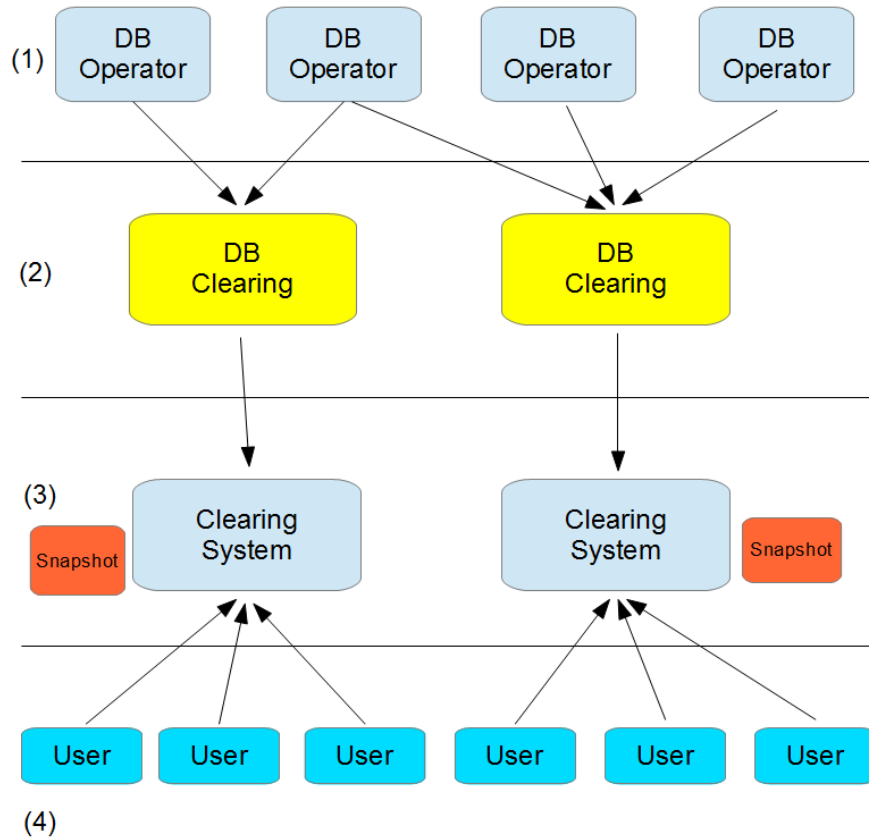 (1)
DB
Operator
DB
Operator
DB
Operator
DB
Operator
(2)
DB
Clearing
DB
Clearing
(3)
Snapshot
Clearing
System
Clearing
System
Snapshot
User
User
User
User
User
User
(4)